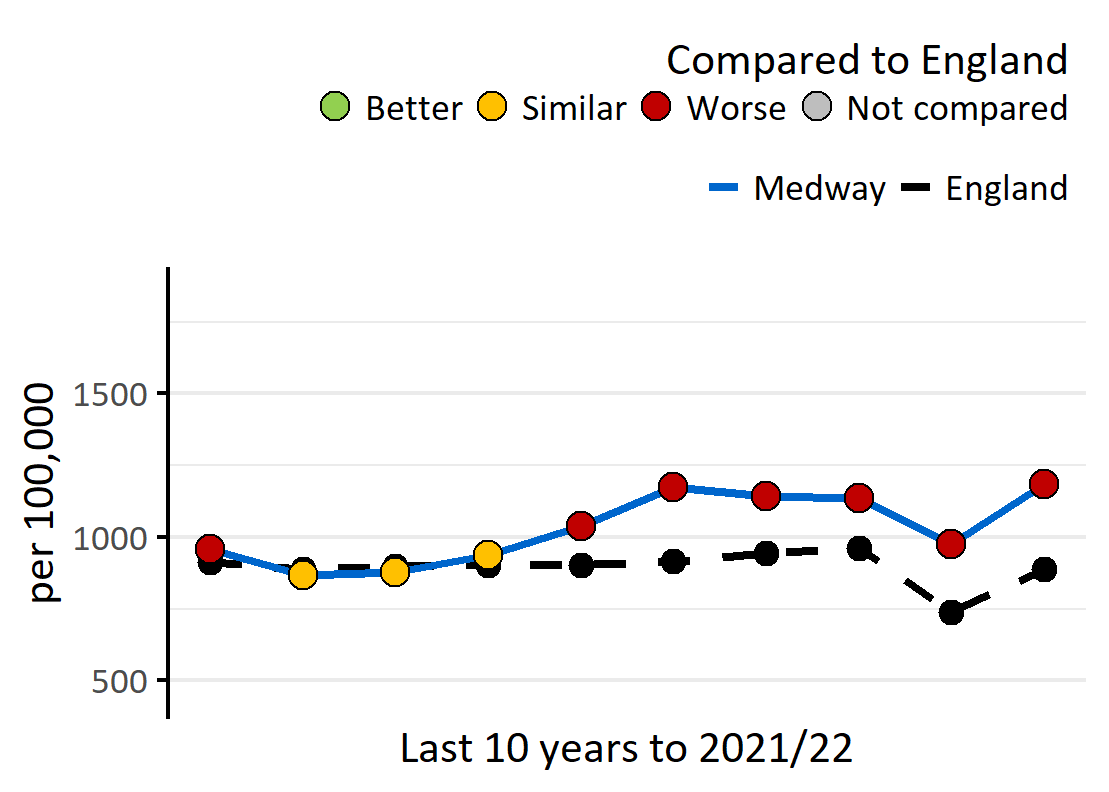 Compared to England
Better Similar Worse Not compared
Medway England
per 100,000
1500
1000
500
Last 10 years to 2021/22